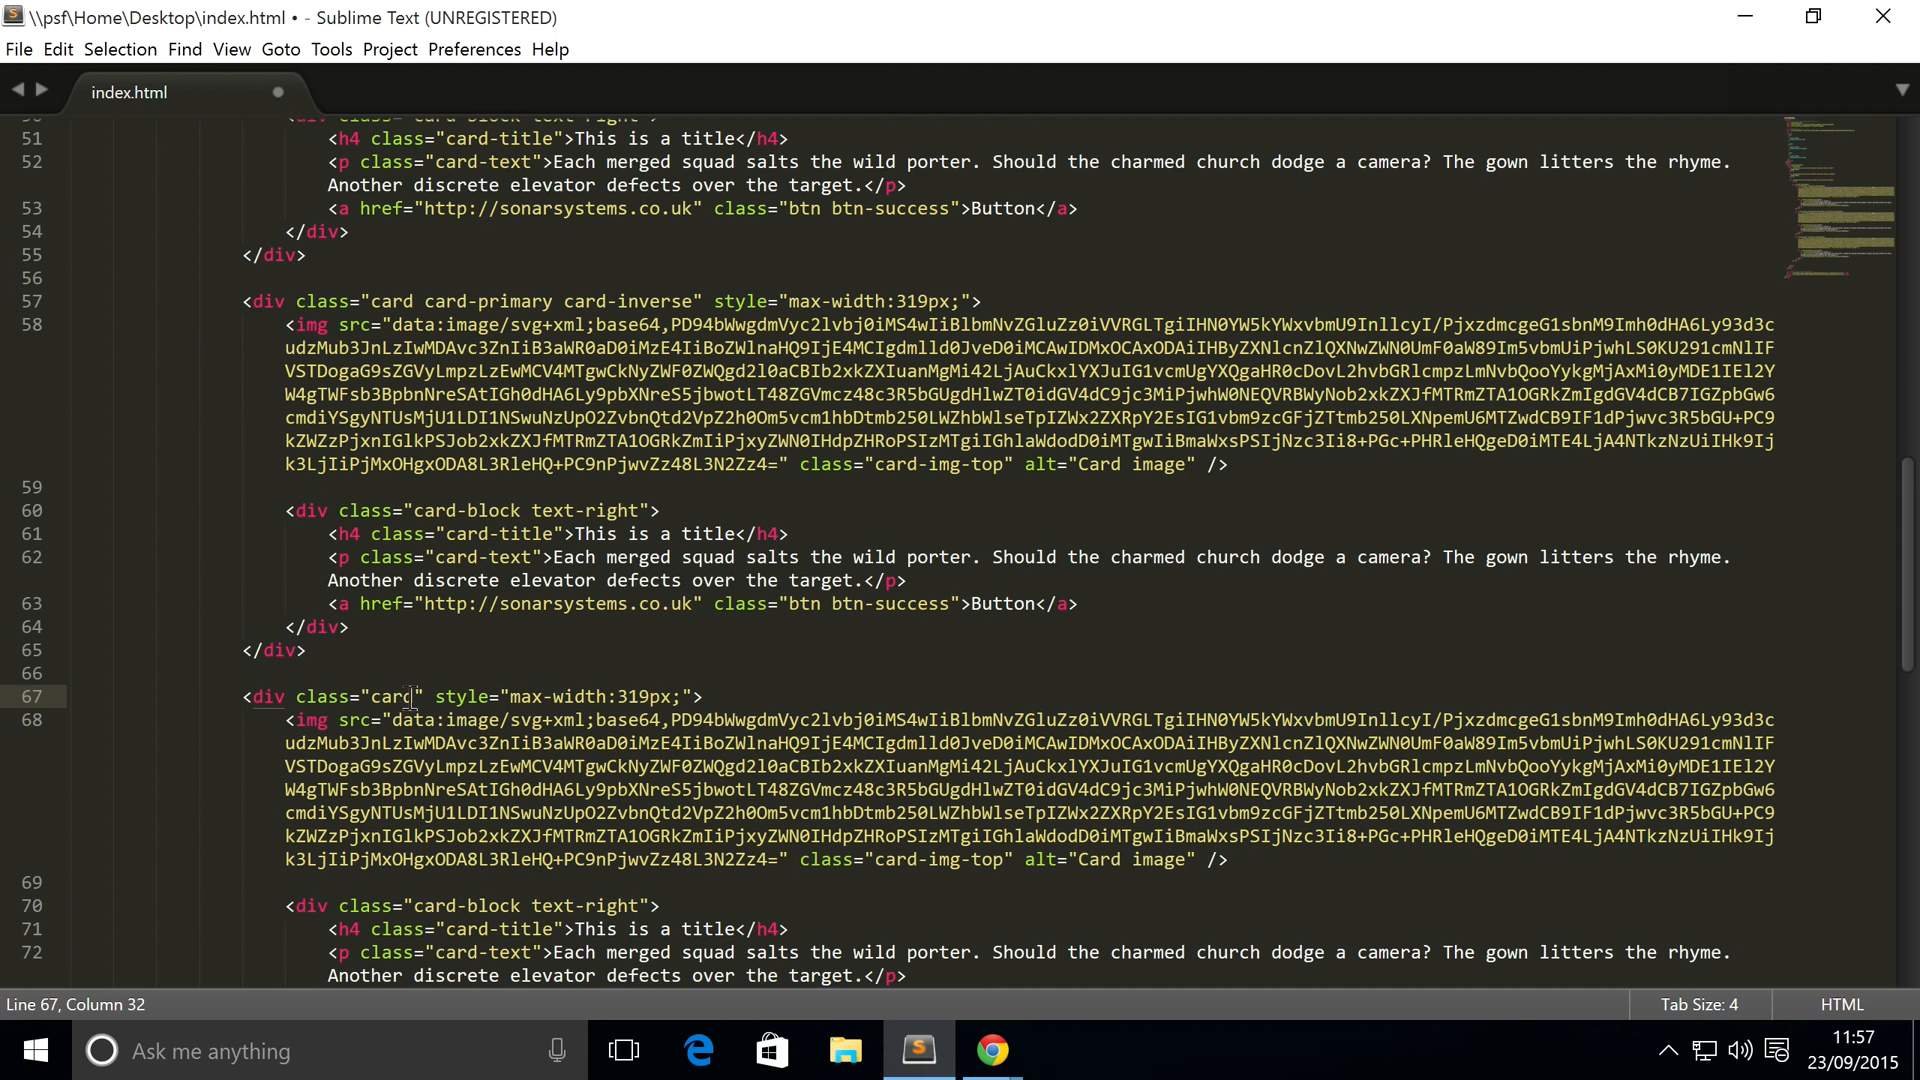 \\psf\Home\Desktop\index.html • - Sublime Text (UNREGISTERED)
File Edit Selection Find View Goto Tools Project Preferences Help
index.html
51 <h4 class="card-title">This is a title</h4>
52 <p class="card-text">Each merged squad salts the wild porter. Should the charmed church dodge a camera? The gown litters the rhyme.
Another discrete elevator defects over the target.</p>
53 <a href="http://sonarsystems.co.uk" class="btn btn-success">Button</a>
54 </div>
55 </div>
56
57 <div class="card card-primary card-inverse" style="max-width:319px;">
58 <img src="data:image/svg+xml;base64,PD94bWwgdmVyc2lvbj0iMS4wIiBlbmNvZGluZz0iVVRGLTgiIHN0YW5kYWxvbmU9InllcyI/PjxzdmcgeG1sbnM9Imh0dHA6Ly93d3c
udzMub3JnLzIwMDAvc3ZnIiB3aWR0aD0iMzE4IiBoZWlnaHQ9IjE4MCIgdmlld0JveD0iMCAwIDMxOCAxODAiIHByZXNlcnZlQXNwZWN0UmF0aW89Im5vbmUiPjwhLS0KU291cmNlIF
VSTDogaG9sZGVyLmpzLzEwMCV4MTgwCkNyZWF0ZWQgd2l0aCBIb2xkZXIuanMgMi42LjAuCkxlYXJuIG1vcmUgYXQgaHR0cDovL2hvbGRlcmpzLmNvbQooYykgMjAxMi0yMDE1IEl2Y
W4gTWFsb3BpbnNreSAtIGh0dHA6Ly9pbXNreS5jbwotLT48ZGVmcz48c3R5bGUgdHlwZT0idGV4dC9jc3MiPjwhW0NEQVRBWyNob2xkZXJfMTRmZTA1OGRkZmIgdGV4dCB7IGZpbGw6
cmdiYSgyNTUsMjU1LDI1NSwuNzUpO2ZvbnQtd2VpZ2h0Om5vcm1hbDtmb250LWZhbWlseTpIZWx2ZXRpY2EsIG1vbm9zcGFjZTtmb250LXNpemU6MTZwdCB9IF1dPjwvc3R5bGU+PC9
kZWZzPjxnIGlkPSJob2xkZXJfMTRmZTA1OGRkZmIiPjxyZWN0IHdpZHRoPSIzMTgiIGhlaWdodD0iMTgwIiBmaWxsPSIjNzc3Ii8+PGc+PHRleHQgeD0iMTE4LjA4NTkzNzUiIHk9Ij
k3LjIiPjMxOHgxODA8L3RleHQ+PC9nPjwvZz48L3N2Zz4=" class="card-img-top" alt="Card image" />
59
60 <div class="card-block text-right">
61 <h4 class="card-title">This is a title</h4>
62 <p class="card-text">Each merged squad salts the wild porter. Should the charmed church dodge a camera? The gown litters the rhyme.
Another discrete elevator defects over the target.</p>
63 <a href="http://sonarsystems.co.uk" class="btn btn-success">Button</a>
64 </div>
65 </div>
66
67 <div class="card" style="max-width:319px;">
68 <img src="data:image/svg+xml;base64,PD94bWwgdmVyc2lvbj0iMS4wIiBlbmNvZGluZz0iVVRGLTgiIHN0YW5kYWxvbmU9InllcyI/PjxzdmcgeG1sbnM9Imh0dHA6Ly93d3c
udzMub3JnLzIwMDAvc3ZnIiB3aWR0aD0iMzE4IiBoZWlnaHQ9IjE4MCIgdmlld0JveD0iMCAwIDMxOCAxODAiIHByZXNlcnZlQXNwZWN0UmF0aW89Im5vbmUiPjwhLS0KU291cmNlIF
VSTDogaG9sZGVyLmpzLzEwMCV4MTgwCkNyZWF0ZWQgd2l0aCBIb2xkZXIuanMgMi42LjAuCkxlYXJuIG1vcmUgYXQgaHR0cDovL2hvbGRlcmpzLmNvbQooYykgMjAxMi0yMDE1IEl2Y
W4gTWFsb3BpbnNreSAtIGh0dHA6Ly9pbXNreS5jbwotLT48ZGVmcz48c3R5bGUgdHlwZT0idGV4dC9jc3MiPjwhW0NEQVRBWyNob2xkZXJfMTRmZTA1OGRkZmIgdGV4dCB7IGZpbGw6
cmdiYSgyNTUsMjU1LDI1NSwuNzUpO2ZvbnQtd2VpZ2h0Om5vcm1hbDtmb250LWZhbWlseTpIZWx2ZXRpY2EsIG1vbm9zcGFjZTtmb250LXNpemU6MTZwdCB9IF1dPjwvc3R5bGU+PC9
kZWZzPjxnIGlkPSJob2xkZXJfMTRmZTA1OGRkZmIiPjxyZWN0IHdpZHRoPSIzMTgiIGhlaWdodD0iMTgwIiBmaWxsPSIjNzc3Ii8+PGc+PHRleHQgeD0iMTE4LjA4NTkzNzUiIHk9Ij
k3LjIiPjMxOHgxODA8L3RleHQ+PC9nPjwvZz48L3N2Zz4=" class="card-img-top" alt="Card image" />
69
70 <div class="card-block text-right">
71 <h4 class="card-title">This is a title</h4>
72 <p class="card-text">Each merged squad salts the wild porter. Should the charmed church dodge a camera? The gown litters the rhyme.
Another discrete elevator defects over the target.</p>
Line 67, Column 32 Tab Size: 4 HTML
Ask me anything
11:57
23/09/2015